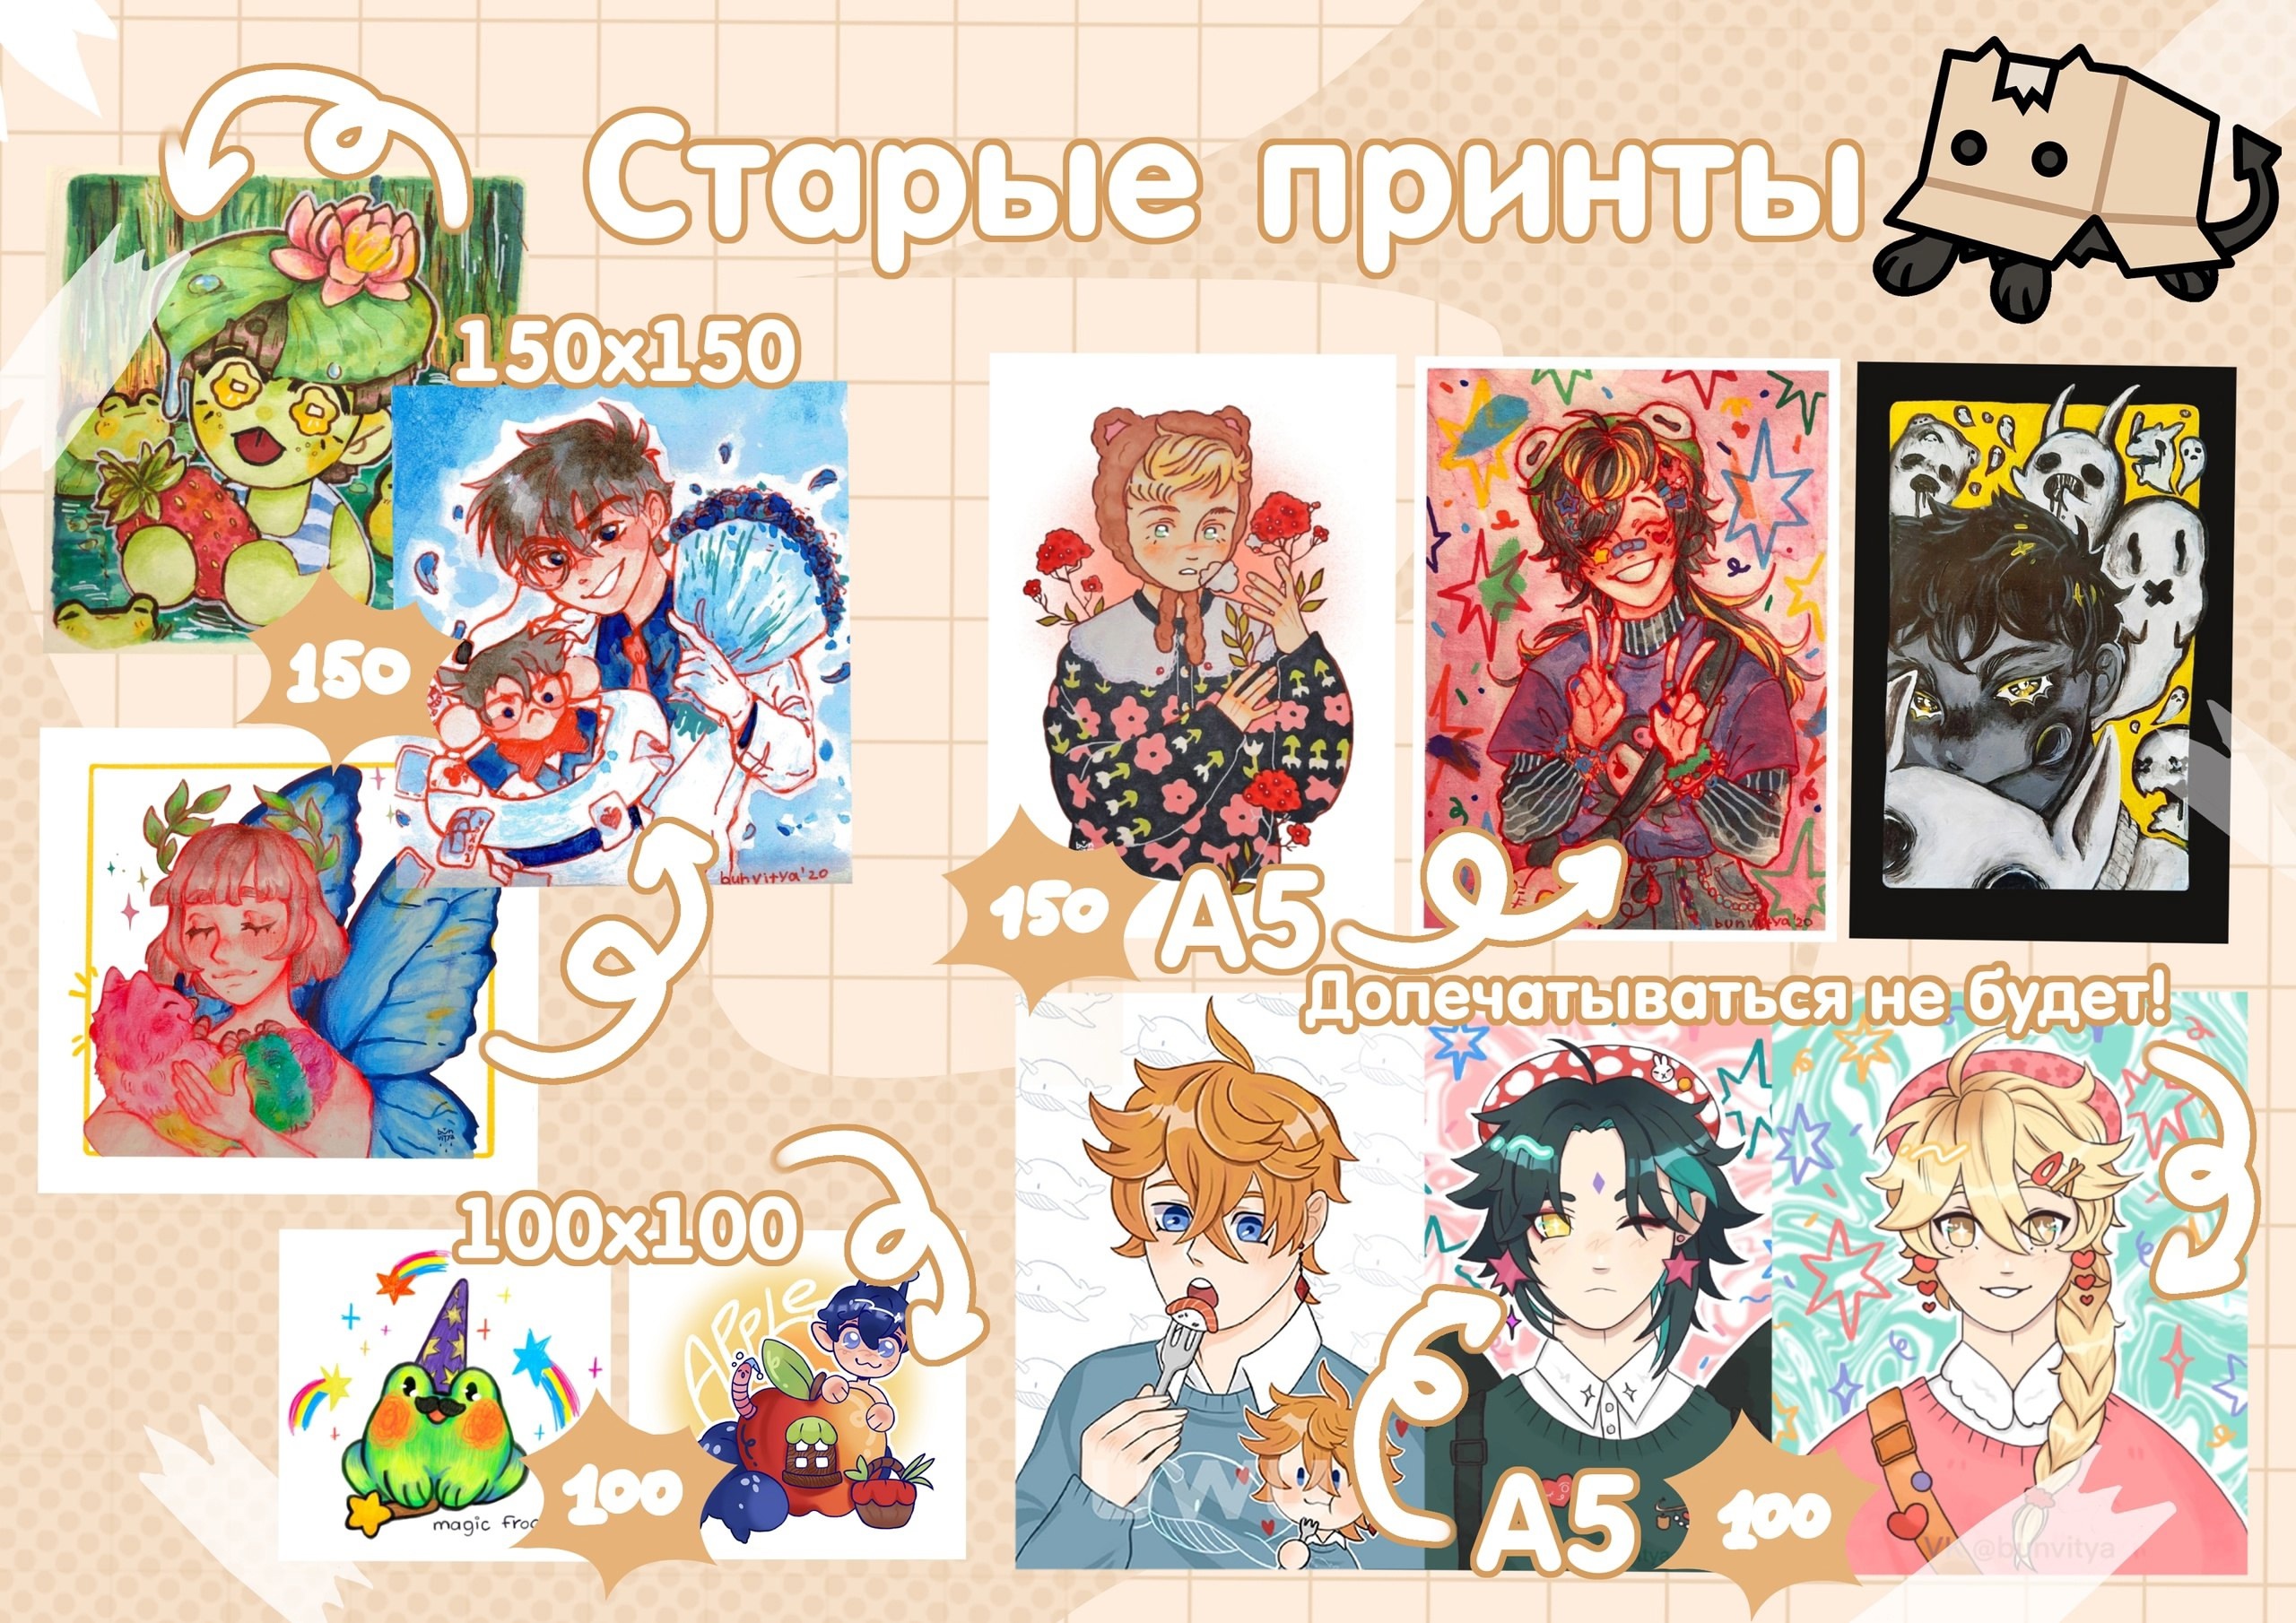 Старые принты
150x150
150
bunvitya'20
150
A5
bunvitya'20
Допечатываться не будет!
100x100
magic froc
APPLE
100
A5
100
VK @bunvitya